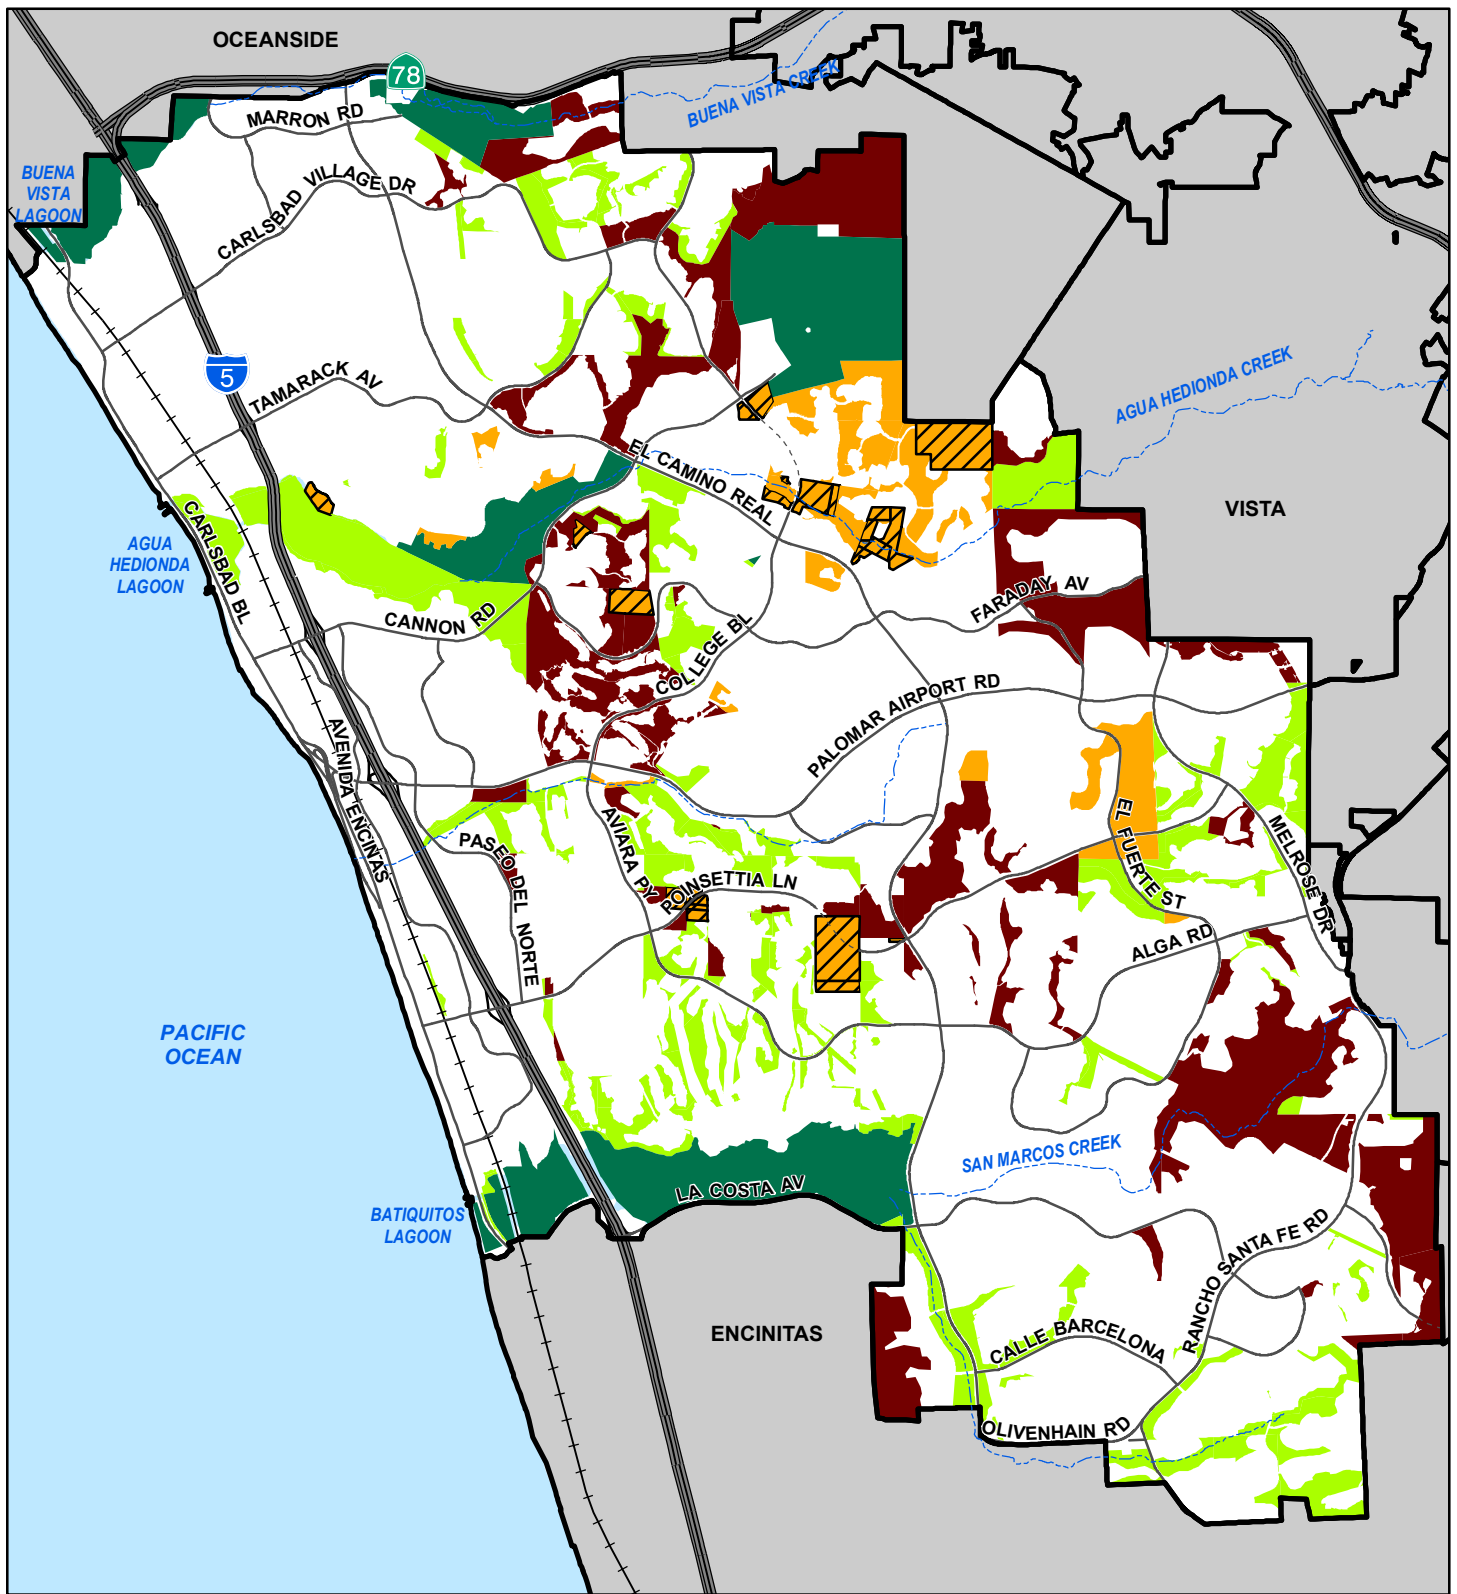 OCEANSIDE
78
BUENA VISTA CREEK
MARRON RD
BUENA
VISTA
LAGOON
CARLSBAD VILLAGE DR
5
TAMARACK AV
AGUA HEDIONDA CREEK
EL CAMINO REAL
VISTA
CARLSBAD BL
AGUA
HEDIONDA
LAGOON
CANNON RD
FARADAY AV
COLLEGE BL
PALOMAR AIRPORT RD
AVENIDA ENCINAS
PASEO DEL NORTE
AVIARA PY
POINSETTIA LN
EL FUERTE ST
MELROSE DR
ALGA RD
PACIFIC
OCEAN
SAN MARCOS CREEK
LA COSTA AV
BATIQUITOS
LAGOON
RANCHO SANTA FE RD
ENCINITAS
CALLE BARCELONA
OLIVENHAIN RD